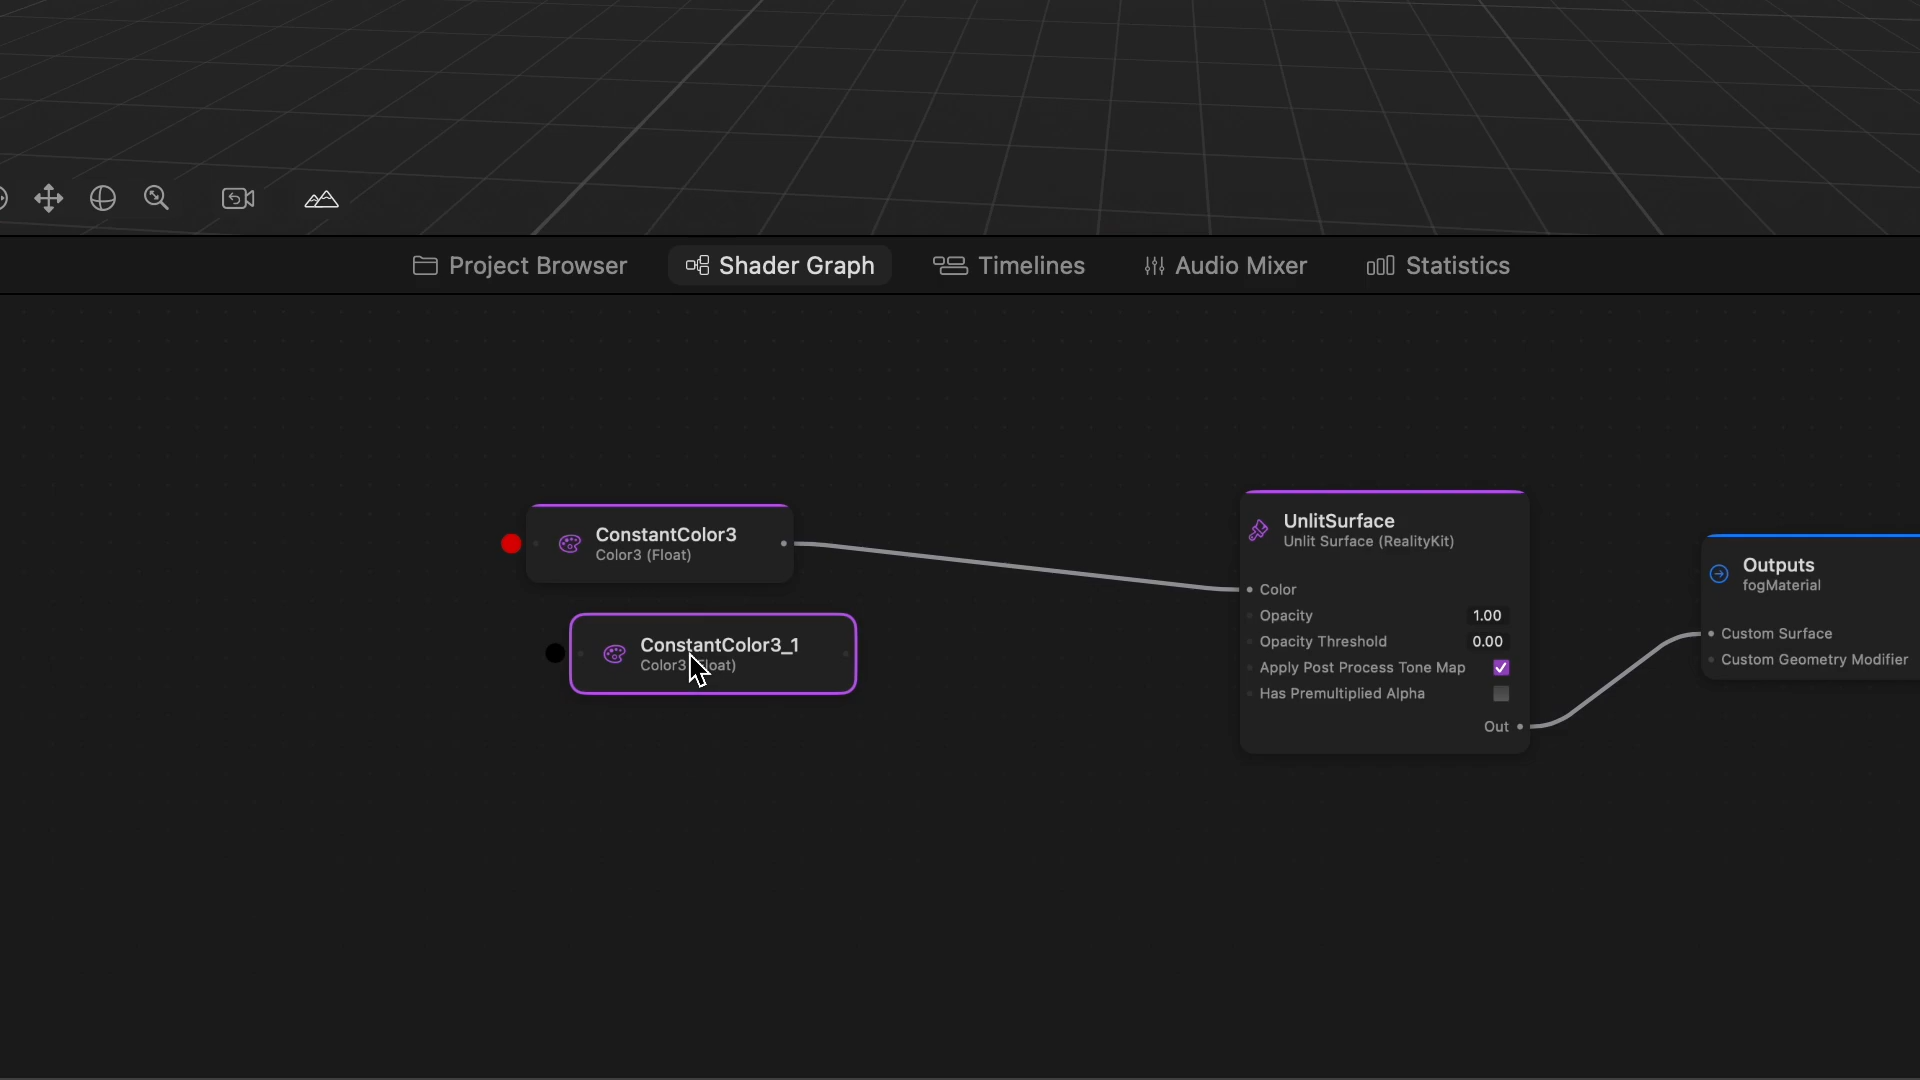 Project Browser
Shader Graph
Timelines
Audio Mixer
Statistics
ConstantColor3
Color3 (Float)
ConstantColor3_1
UnlitSurface
Unlit Surface (RealityKit)
Color
Opacity 1.00
Opacity Threshold 0.00
Apply Post Process Tone Map
Has Premultiplied Alpha
Out
Outputs
fogMaterial
Custom Surface
Custom Geometry Modifier